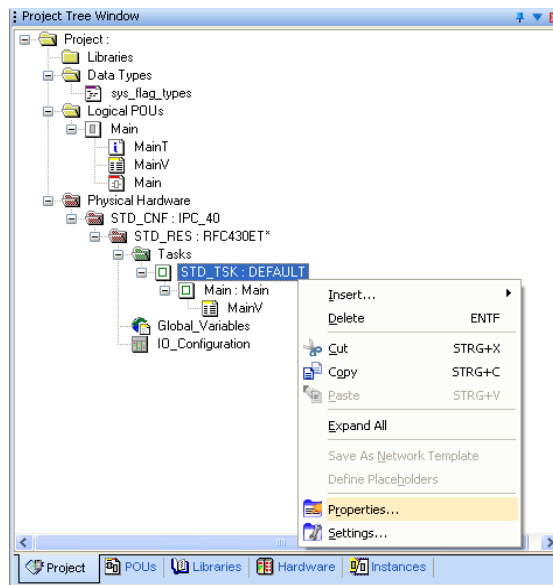 Project Tree Window
Project :
Libraries
Data Types
sys_flag_types
Logical POUs
Main
MainT
MainV
Main
Physical Hardware
STD_CNF : IPC_40
STD_RES : RFC430ET*
Tasks
STD_TSK : DEFAULT
Main : Main
MainV
Global_Variables
IO_Configuration
Insert...
Delete ENTF
Cut STRG+X
Copy STRG+C
Paste STRG+V
Expand All
Save As Network Template
Define Placeholders
Properties...
Settings...
Project POUs Libraries Hardware Instances